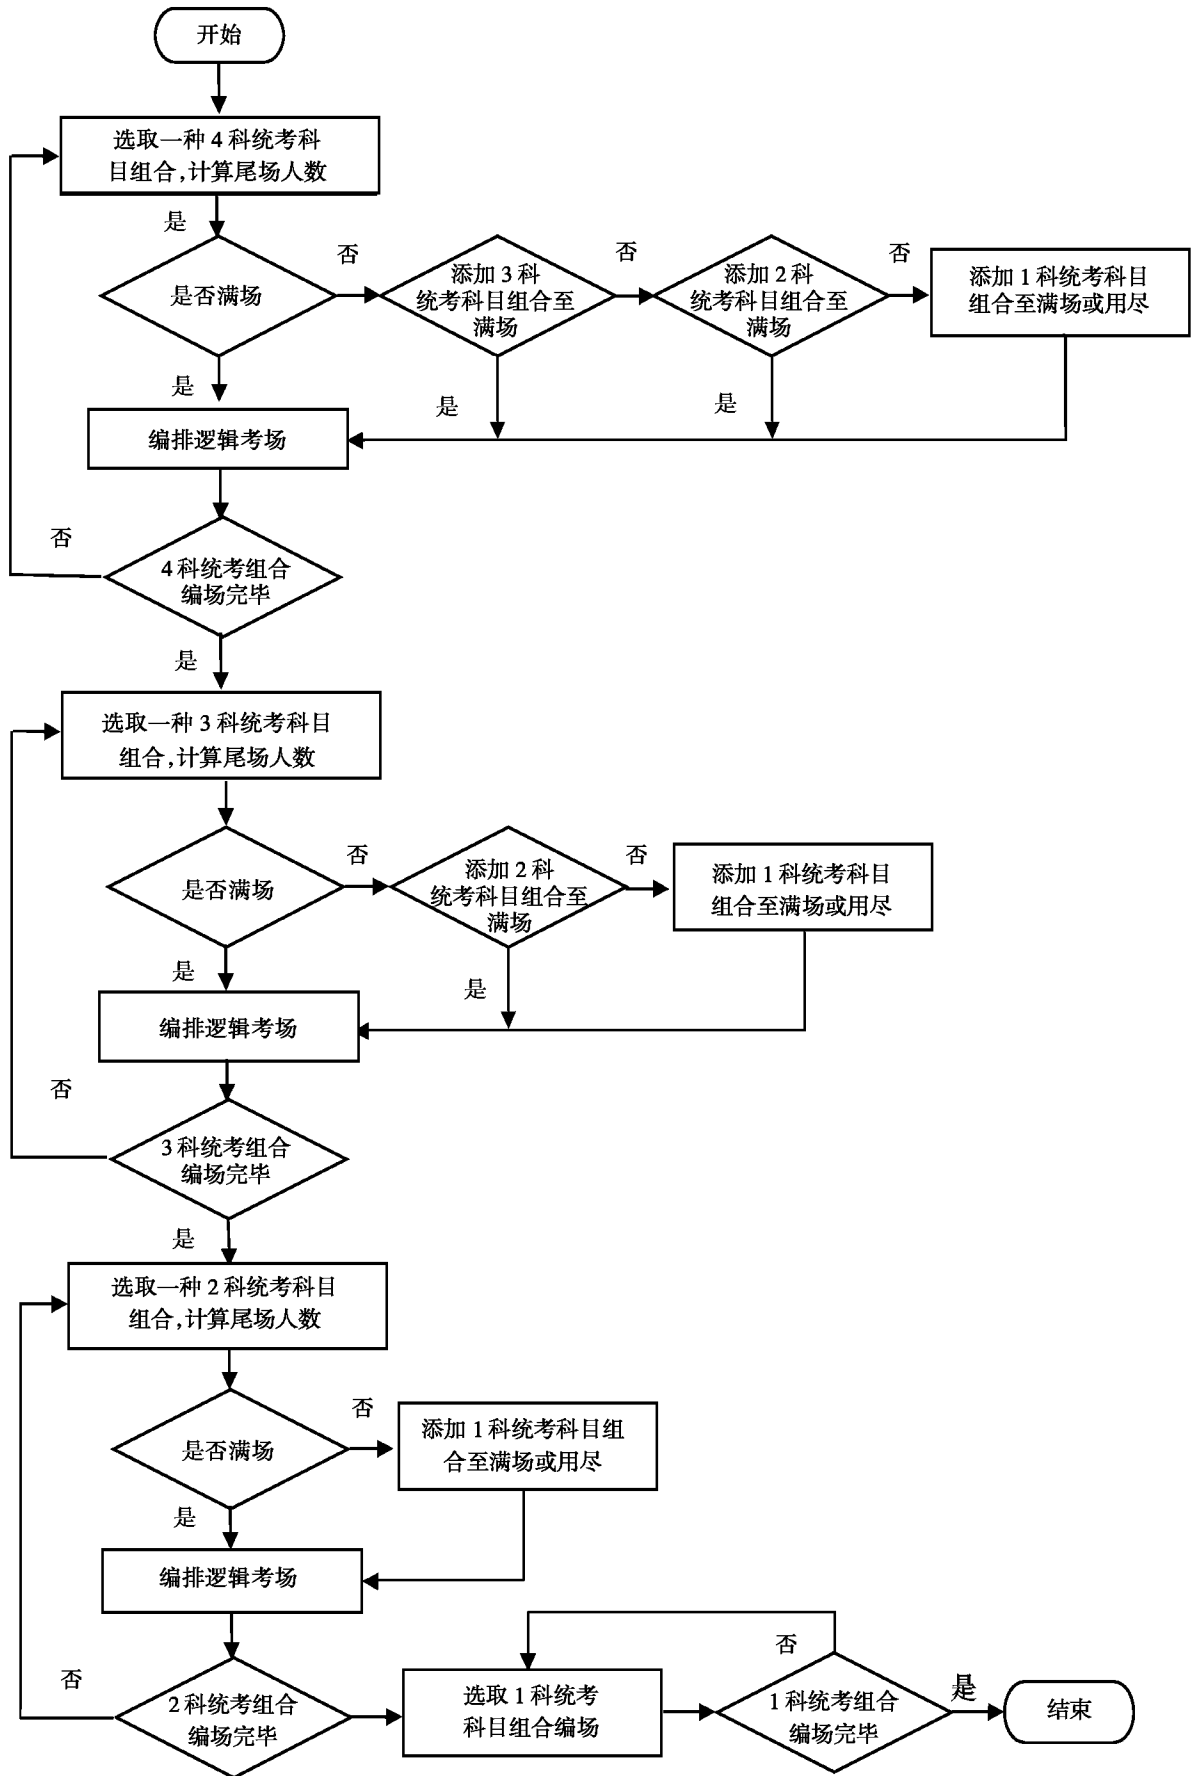 开始
选取一种 4 科统考科
目组合,计算尾场人数
是
是否满场
否
添加 3 科
统考科目组合至
满场
否
添加 2 科
统考科目组合至
满场
否
添加 1 科统考科目
组合至满场或用尽
是
是
是
编排逻辑考场
否
4 科统考组合
编场完毕
是
选取一种 3 科统考科目
组合,计算尾场人数
是否满场
否
添加 2 科
统考科目组合至
满场
否
添加 1 科统考科目
组合至满场或用尽
是
是
编排逻辑考场
否
3 科统考组合
编场完毕
是
选取一种 2 科统考科目
组合,计算尾场人数
是否满场
否
添加 1 科统考科目组
合至满场或用尽
是
编排逻辑考场
否
2 科统考组合
编场完毕
选取 1 科统考
科目组合编场
否
1 科统考组合
编场完毕
是
是
结束